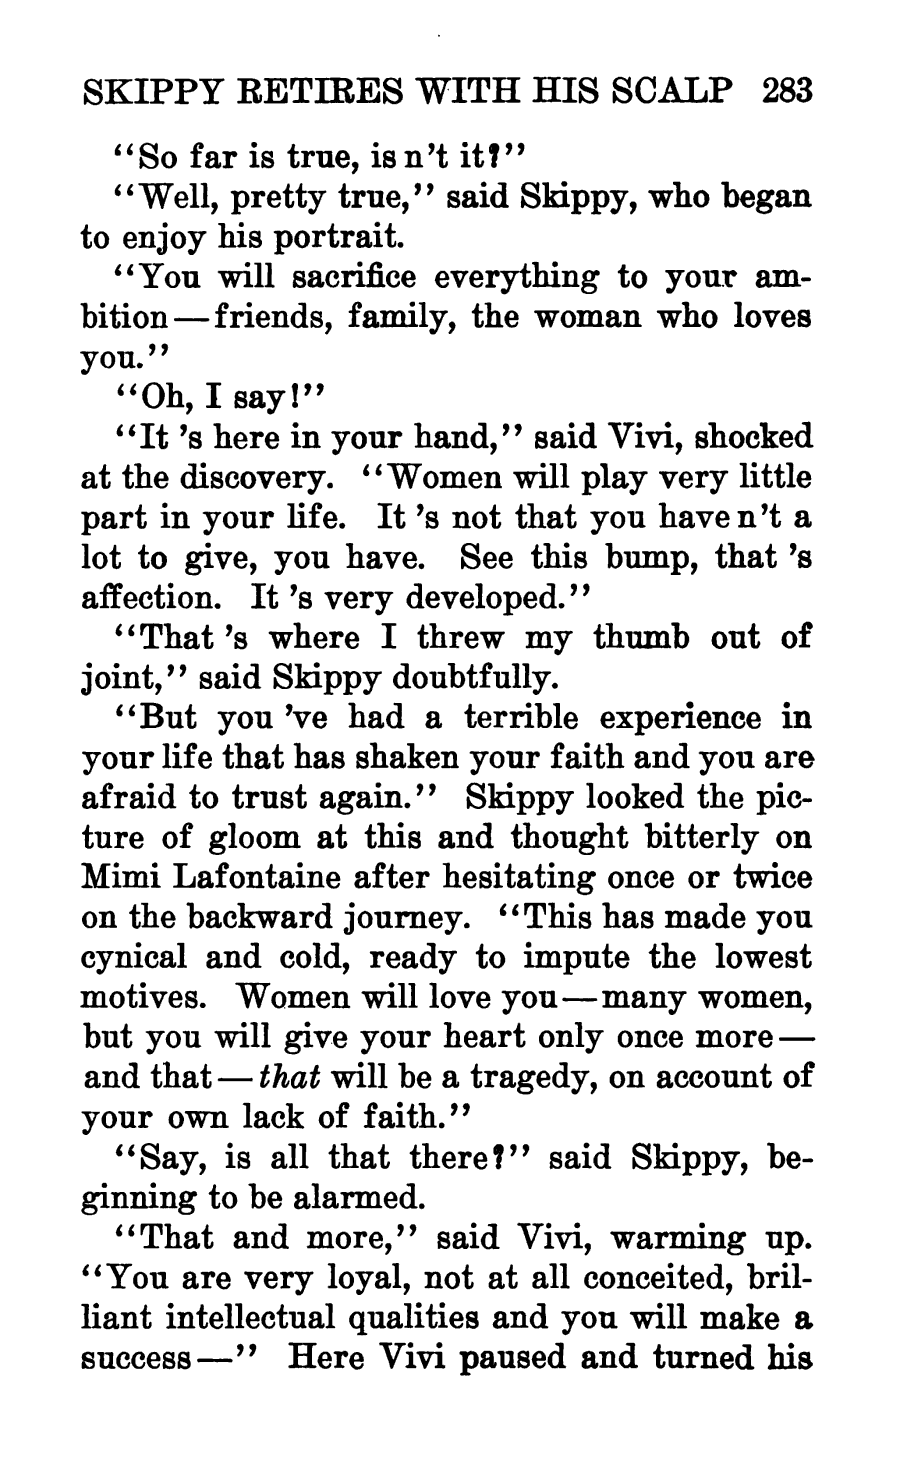 SKIPPY RETIRES WITH HIS SCALP 283
“So far is true, is n’t it?”
“Well, pretty true,” said Skippy, who began
to enjoy his portrait.
“You will sacrifice everything to your am-
bition—friends, family, the woman who loves
you.”
“Oh, I say!”
“It ’s here in your hand,” said Vivi, shocked
at the discovery. “Women will play very little
part in your life. It ’s not that you have n’t a
lot to give, you have. See this bump, that ’s
affection. It ’s very developed.”
“That ’s where I threw my thumb out of
joint,” said Skippy doubtfully.
“But you ’ve had a terrible experience in
your life that has shaken your faith and you are
afraid to trust again.” Skippy looked the pic-
ture of gloom at this and thought bitterly on
Mimi Lafontaine after hesitating once or twice
on the backward journey. “This has made you
cynical and cold, ready to impute the lowest
motives. Women will love you—many women,
but you will give your heart only once more—
and that—that will be a tragedy, on account of
your own lack of faith.”
“Say, is all that there?” said Skippy, be-
ginning to be alarmed.
“That and more,” said Vivi, warming up.
“You are very loyal, not at all conceited, bril-
liant intellectual qualities and you will make a
success—” Here Vivi paused and turned his